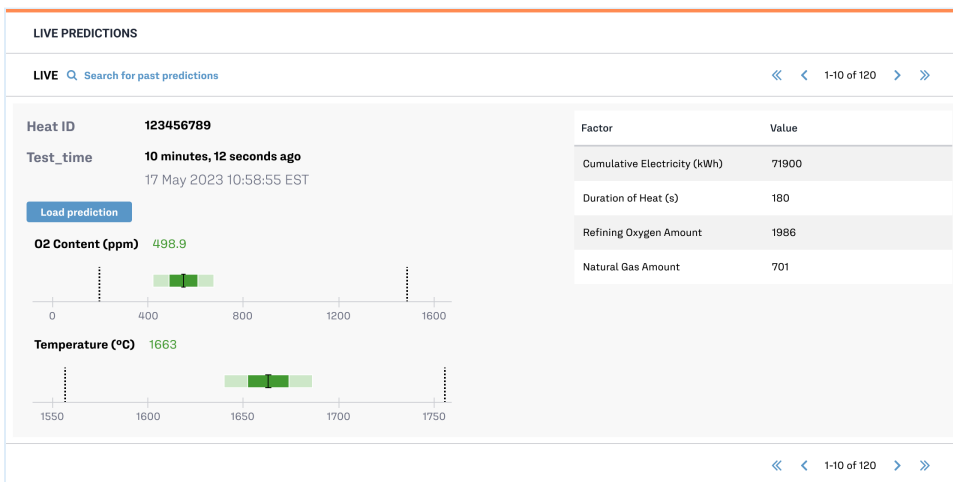 LIVE PREDICTIONS
LIVE Search for past predictions 1-10 of 120
Heat ID 123456789
Test_time 10 minutes, 12 seconds ago
17 May 2023 10:58:55 EST
Load prediction
O2 Content (ppm) 498.9
0 400 800 1200 1600
Temperature (ºC) 1663
1550 1600 1650 1700 1750
Factor Value
Cumulative Electricity (kWh) 71900
Duration of Heat (s) 180
Refining Oxygen Amount 1986
Natural Gas Amount 701
1-10 of 120